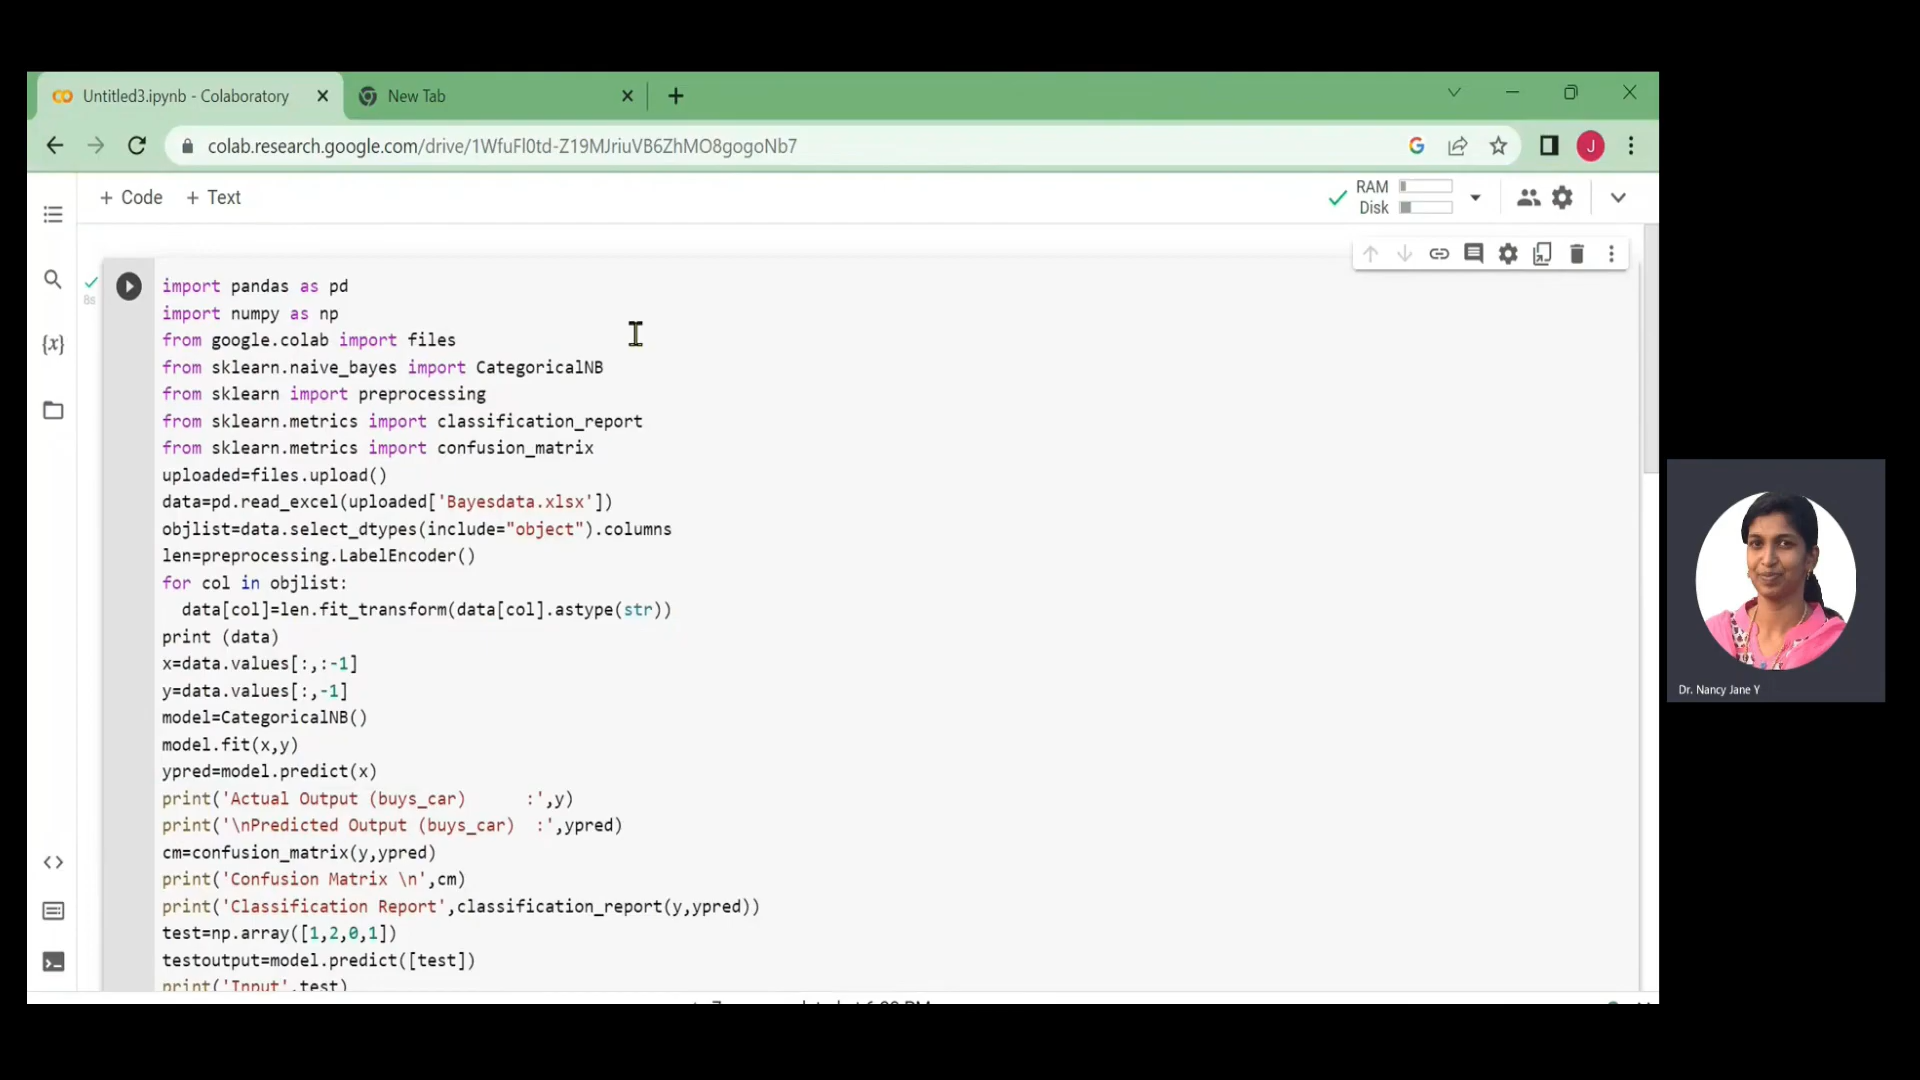 Untitled3.ipynb - Colaboratory
New Tab
colab.research.google.com/drive/1WfuFl0td-Z19MJriuVB6ZhMO8gogoNb7
J
+ Code + Text
RAM
Disk
{x}
8s
import pandas as pd
import numpy as np
from google.colab import files
from sklearn.naive_bayes import CategoricalNB
from sklearn import preprocessing
from sklearn.metrics import classification_report
from sklearn.metrics import confusion_matrix
uploaded=files.upload()
data=pd.read_excel(uploaded['Bayesdata.xlsx'])
objlist=data.select_dtypes(include="object").columns
len=preprocessing.LabelEncoder()
for col in objlist:
  data[col]=len.fit_transform(data[col].astype(str))
print (data)
x=data.values[:,:-1]
y=data.values[:,-1]
model=CategoricalNB()
model.fit(x,y)
ypred=model.predict(x)
print('Actual Output (buys_car)      :',y)
print('\nPredicted Output (buys_car)  :',ypred)
cm=confusion_matrix(y,ypred)
print('Confusion Matrix \n',cm)
print('Classification Report',classification_report(y,ypred))
test=np.array([1,2,0,1])
testoutput=model.predict([test])
print('Input',test)
Dr. Nancy Jane Y